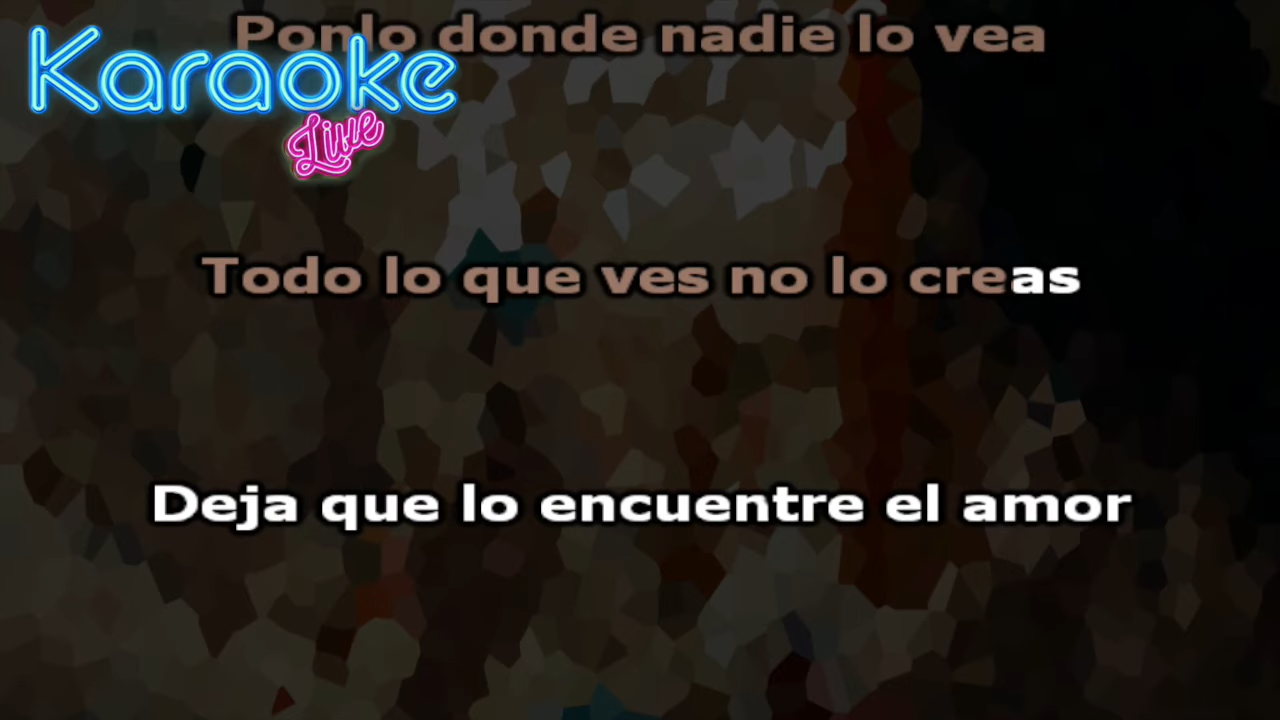 Ponlo donde nadie lo vea
Karaoke
Live
Todo lo que ves no lo creas
Deja que lo encuentre el amor